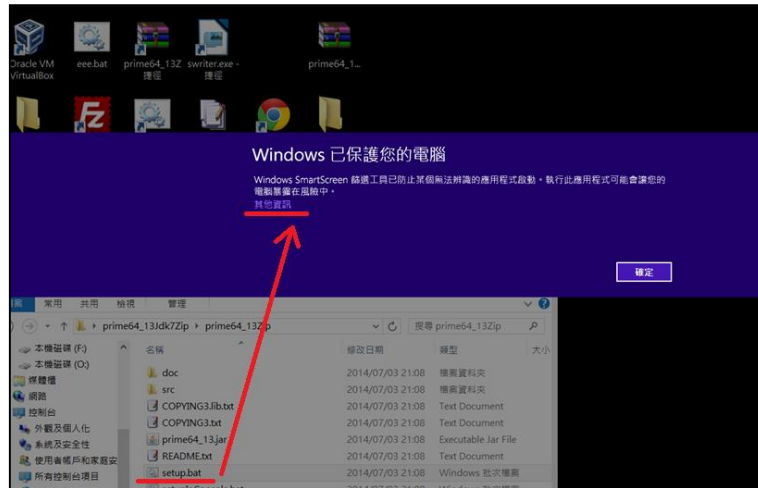 Oracle VM
VirtualBox
eee.bat
prime64_13Z
捷徑
swriter.exe -
捷徑
prime64_1...
Windows 已保護您的電腦
Windows SmartScreen 篩選工具已防止某個無法辨識的應用程式啟動。執行此應用程式可能會讓您的
電腦暴露在風險中。
其他資訊
確定
常用 共用 檢視 管理
prime64_13Jdk7Zip ▸ prime64_13Zip
搜尋 prime64_13Zip
本機磁碟 (F:)
本機磁碟 (O:)
媒體櫃
網路
控制台
外觀及個人化
系統及安全性
使用者帳戶和家庭安
所有控制台項目
名稱 修改日期 類型 大小
doc 2014/07/03 21:08 檔案資料夾
src 2014/07/03 21:08 檔案資料夾
COPYING3.lib.txt 2014/07/03 21:08 Text Document
COPYING3.txt 2014/07/03 21:08 Text Document
prime64_13.jar 2014/07/03 21:08 Executable Jar File
README.txt 2014/07/03 21:08 Text Document
setup.bat 2014/07/03 21:08 Windows 批次檔案